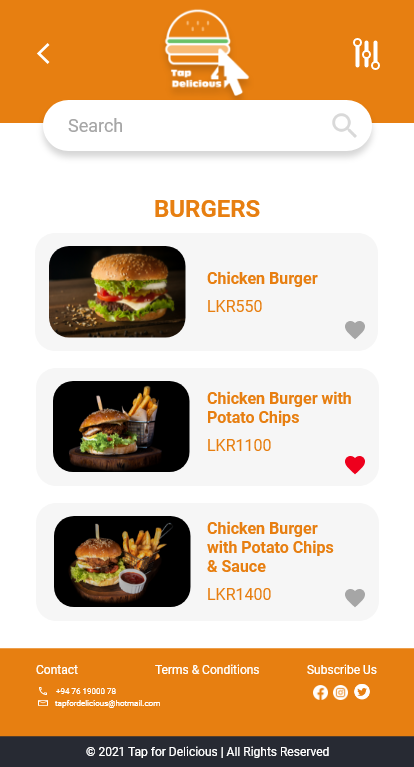 Tap
Delicious
Search
BURGERS
Chicken Burger
LKR550
Chicken Burger with
Potato Chips
LKR1100
Chicken Burger
with Potato Chips
& Sauce
LKR1400
Contact
Terms & Conditions
Subscribe Us
+94 76 19000 78
tapfordelicious@hotmail.com
© 2021 Tap for Delicious | All Rights Reserved